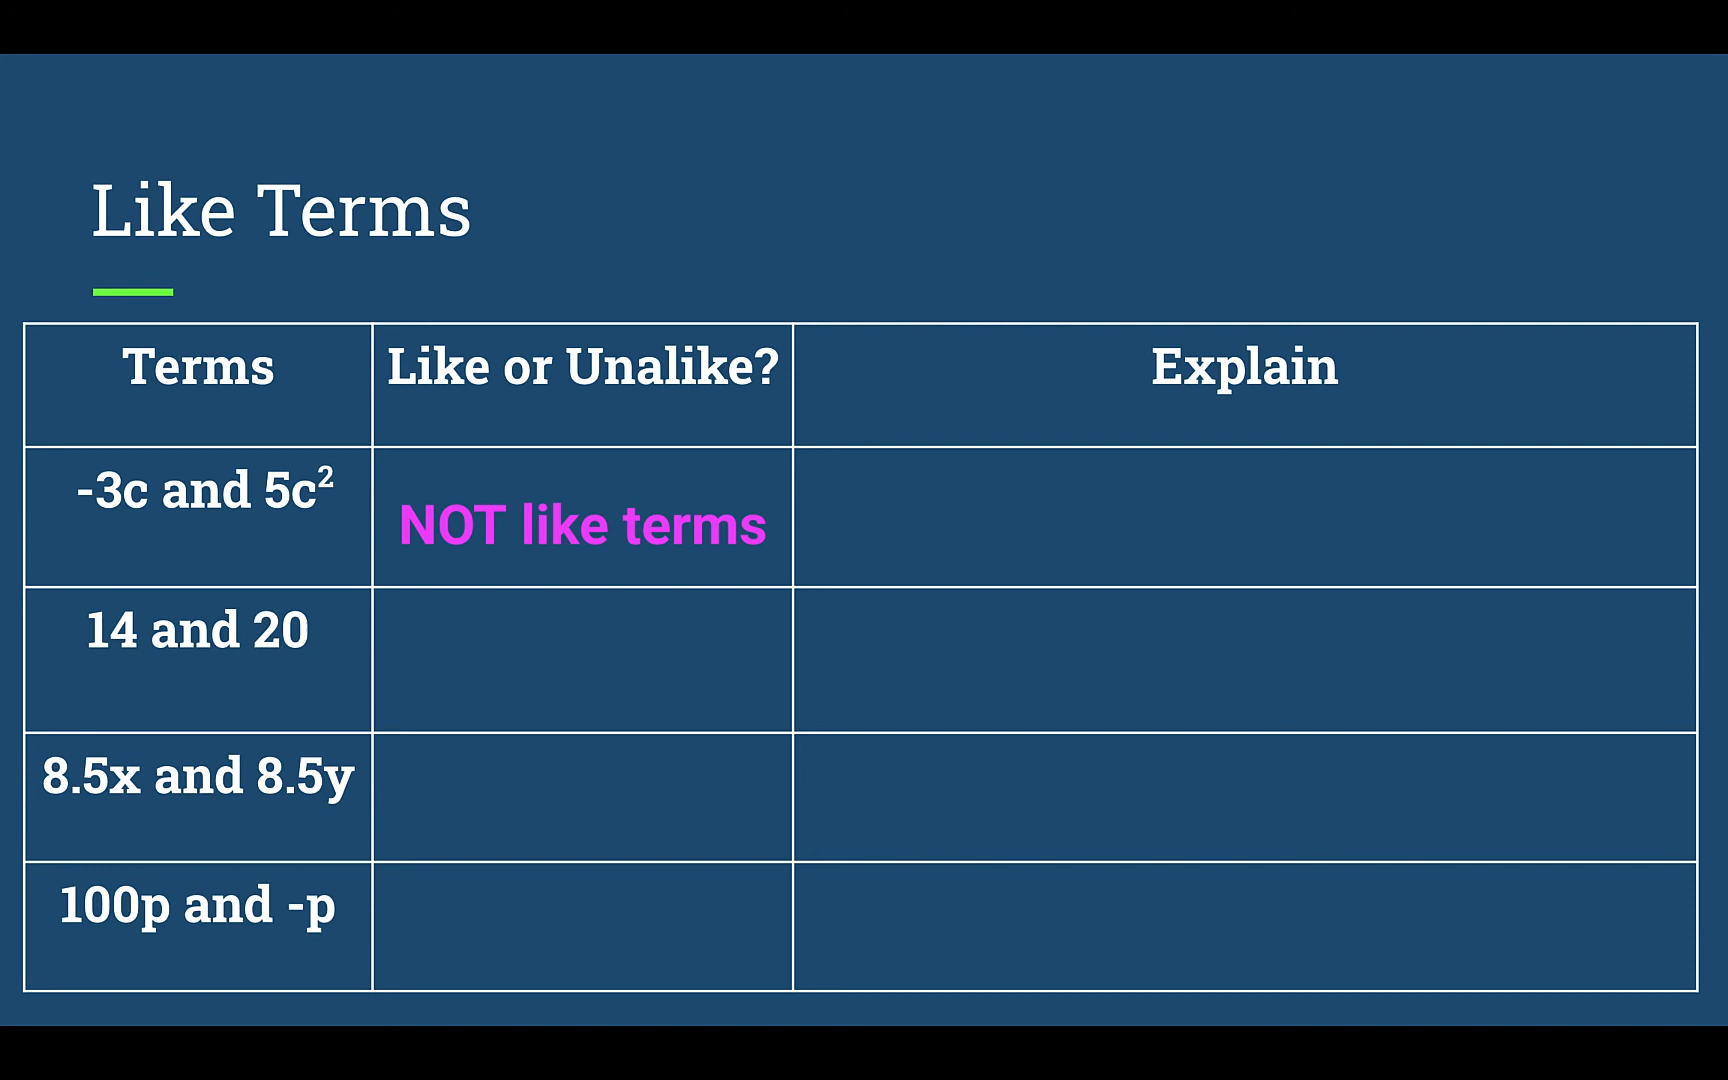 Like Terms
Terms
Like or Unalike?
Explain
-3c and 5c²
NOT like terms
14 and 20
8.5x and 8.5y
100p and -p